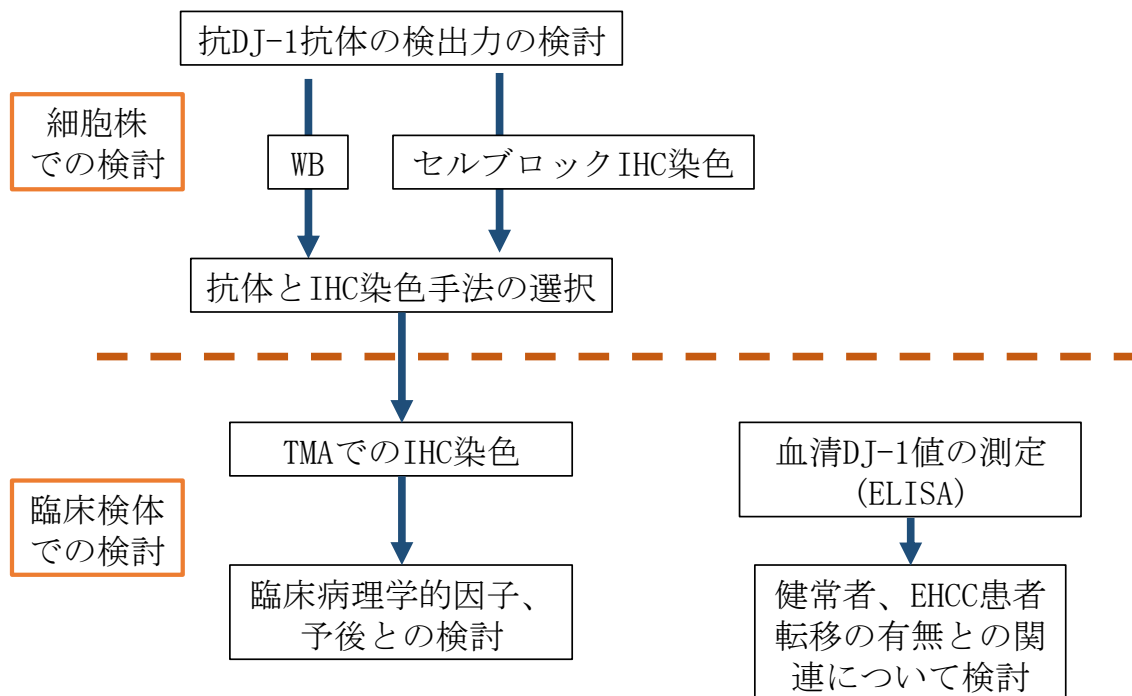 抗DJ-1抗体の検出力の検討
細胞株
での検討
WB
セルブロックIHC染色
抗体とIHC染色手法の選択
TMAでのIHC染色
血清DJ-1値の測定
(ELISA)
臨床検体
での検討
臨床病理学的因子、
予後との検討
健常者、EHCC患者
転移の有無との関
連について検討